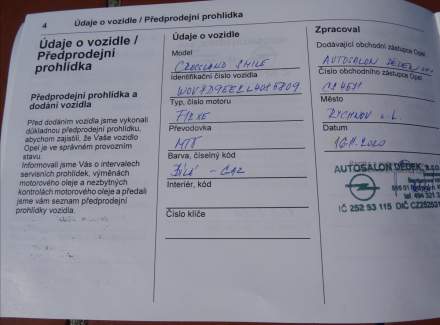 4 Údaje o vozidle / Předprodejní prohlídka
Údaje o vozidle /
Předprodejní
prohlídka
Předprodejní prohlídka a
dodání vozidla
Před dodáním vozidla jsme vykonali
důkladnou předprodejní prohlídku,
abychom zajistili, že Vaše vozidlo
Opel je ve správném provozním
stavu.
Informovali jsme Vás o intervalech
servisních prohlídek, výměnách
motorového oleje a nezbytných
kontrolách motorového oleje a předali
jsme vám seznam předprodejní
prohlídky vozidla.
Údaje o vozidle
Model
CROSSLAND SMILE
Identifikační číslo vozidla
Typ, číslo motoru
Převodovka
MT5
Barva, číselný kód
BÍLÁ -
Interiér, kód
Číslo klíče
Zpracoval
Dodávající obchodní zástupce Opel
AUTOSALON
Číslo obchodního zástupce Opel
Město
RYCHNOV
Datum
AUTOSALON DĚDEK, s.r.o.
IČ 252 53 115 DIČ